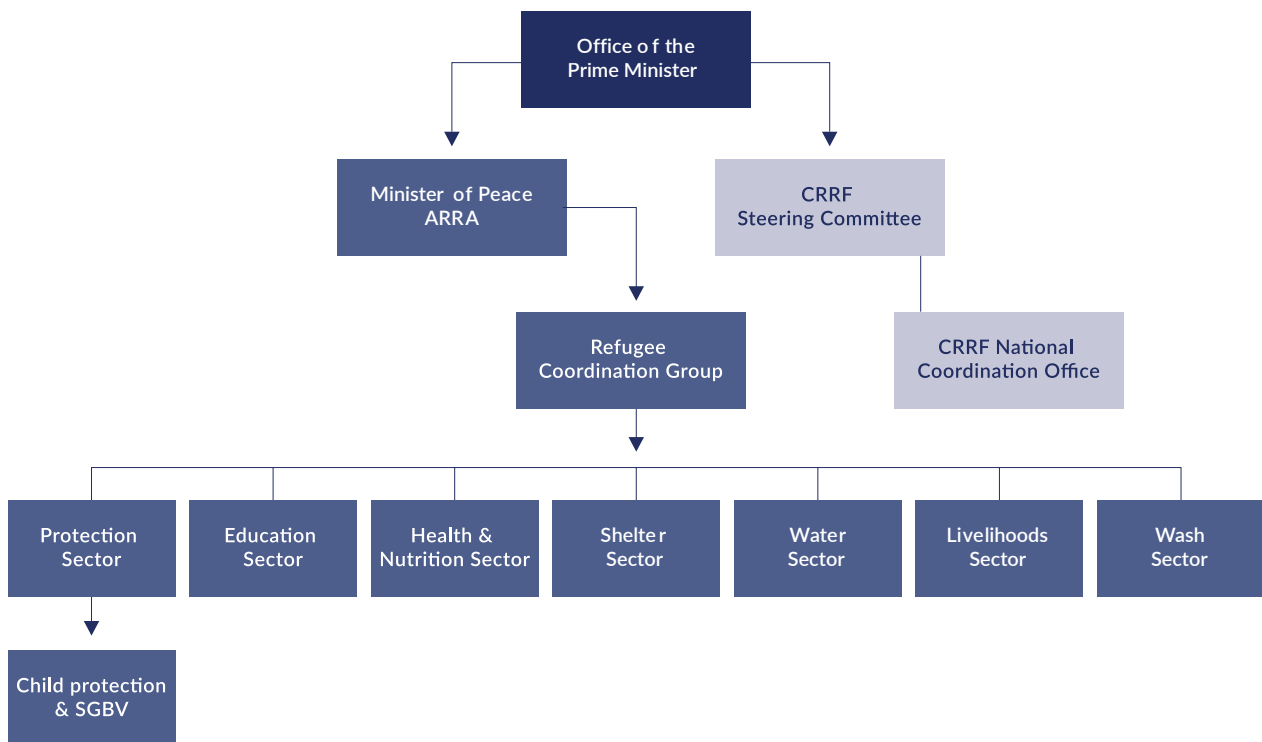 Office of the
Prime Minister
Minister of Peace
ARRA
CRRF
Steering Committee
Refugee
Coordination Group
CRRF National
Coordination Office
Protection
Sector
Education
Sector
Health &
Nutrition Sector
Shelter
Sector
Water
Sector
Livelihoods
Sector
Wash
Sector
Child protection
& SGBV